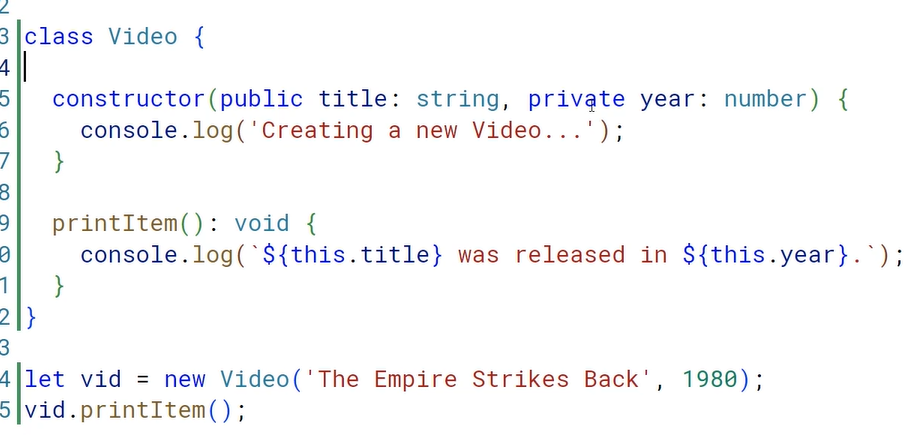 2
3 class Video {
4
5   constructor(public title: string, private year: number) {
6     console.log('Creating a new Video...');
7   }
8
9   printItem(): void {
0     console.log(`${this.title} was released in ${this.year}.`);
1   }
2 }
3
4 let vid = new Video('The Empire Strikes Back', 1980);
5 vid.printItem();